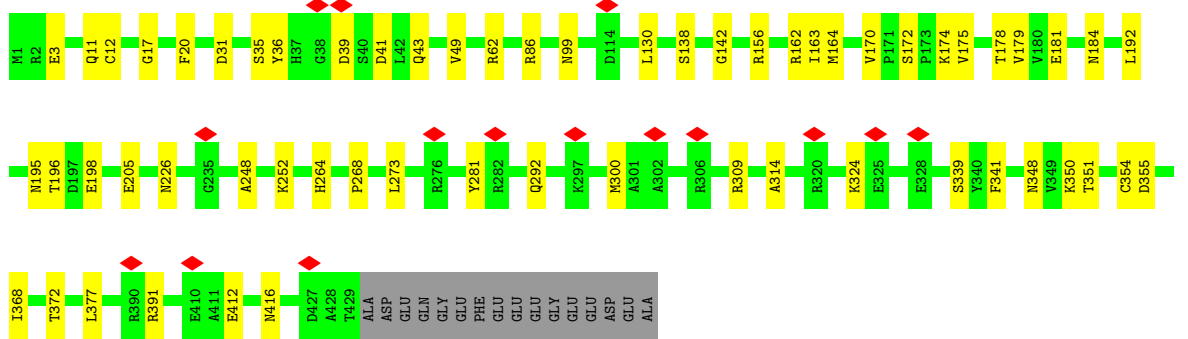 M1 R2 E3 Q11 C12 G17 F20 D31 S35 Y36 H37 G38 D39 S40 D41 L42 Q43 V49 R62 R86 N99 D114 L130 S138 G142 R156 R162 I163 M164 V170 P171 S172 P173 K174 V175 T178 V179 V180 E181 N184 L192
N195 T196 D197 E198 E205 N226 G235 A248 K252 H264 P268 L273 R276 Y281 R282 Q292 K297 M300 A301 A302 R306 R309 A314 R320 K324 E325 E328 S339 Y340 F341 N348 V349 K350 T351 C354 D355
I368 T372 L377 R390 R391 E410 A411 E412 N416 D427 A428 T429 ALA ASP GLU GLN GLY GLU PHE GLU GLU GLU GLY GLU GLU ASP GLU ALA